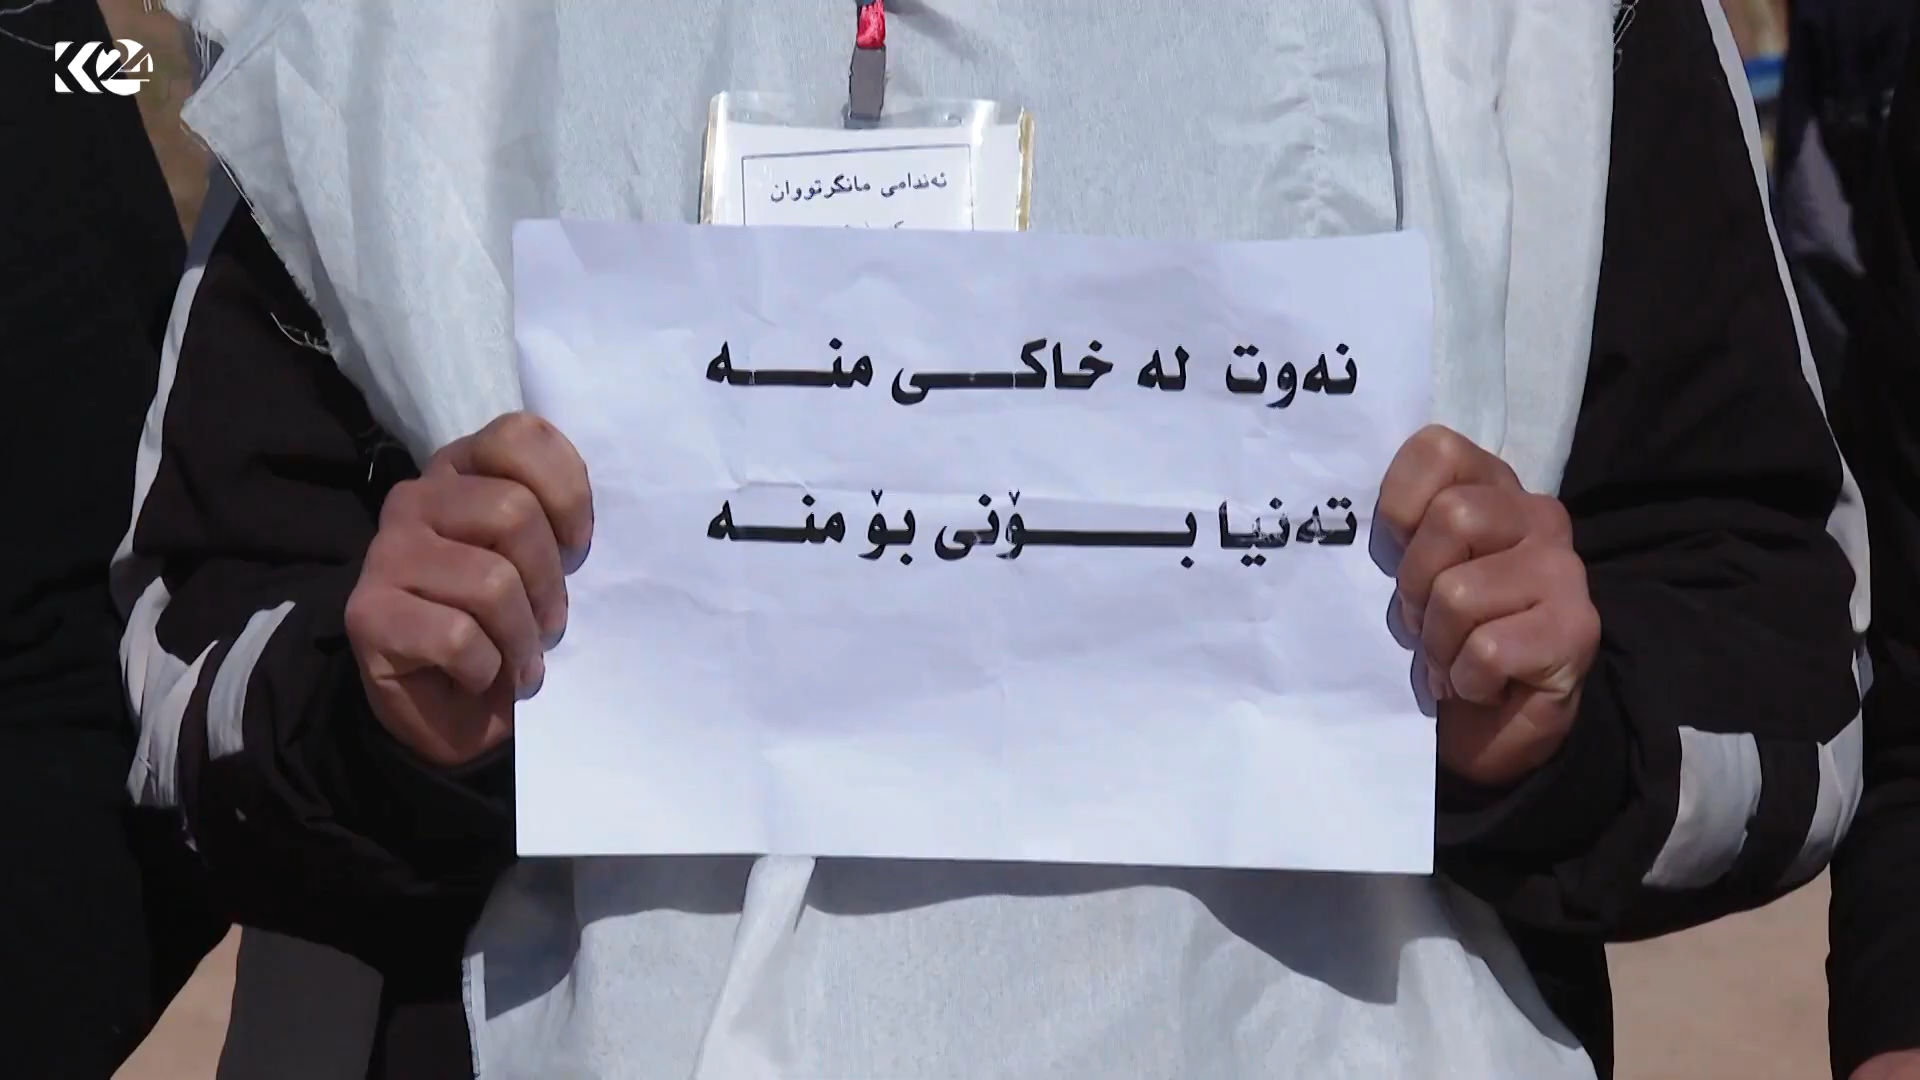 K24
ئەندامی مانگرتووان
نەوت لە خاکی منە
تەنیا بۆنی بۆ منە